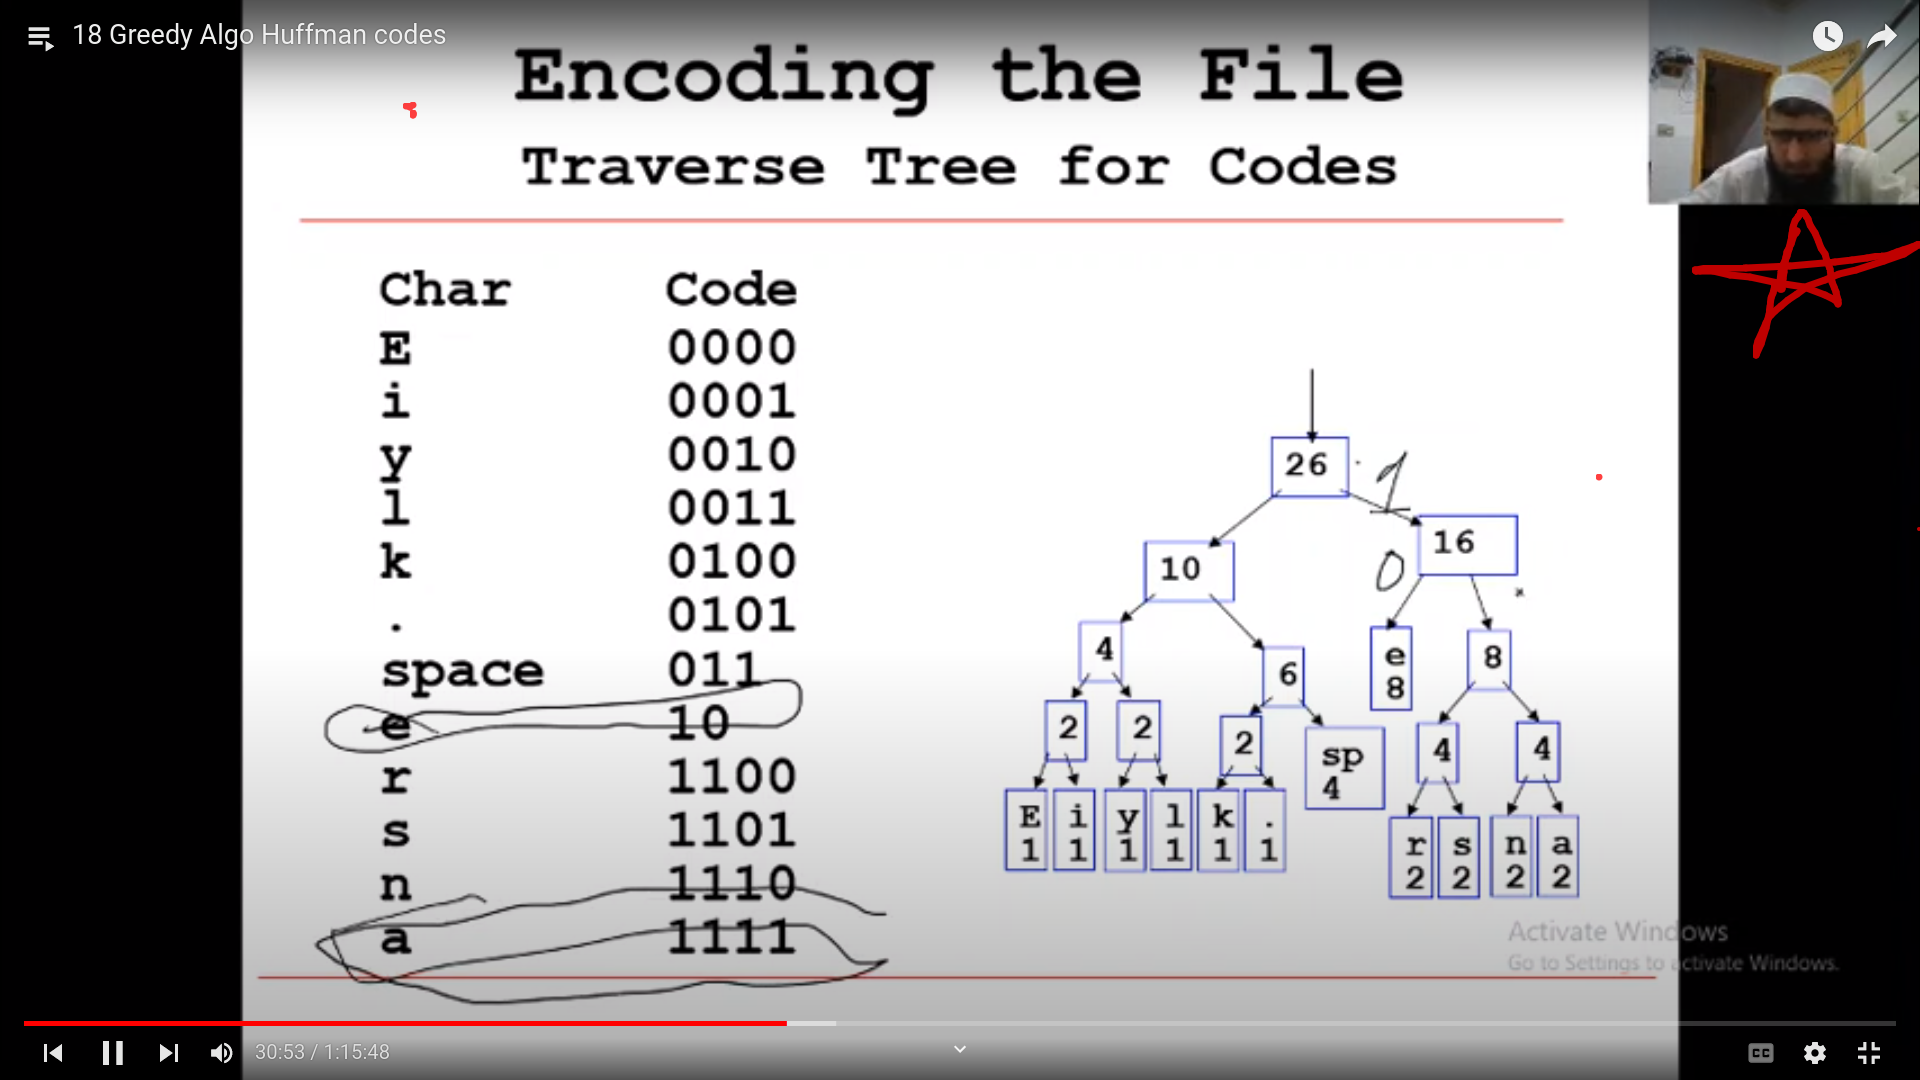 18 Greedy Algo Huffman codes
Encoding the File
Traverse Tree for Codes
Char Code
E 0000
i 0001
y 0010
l 0011
k 0100
. 0101
space 011
e 10
r 1100
s 1101
n 1110
a 1111
26
1
10
16
0
4
6
e
8
8
2
2
2
sp
4
4
4
E
1
i
1
y
1
l
1
k
1
.
1
r
2
s
2
n
2
a
2
Activate Windows
Go to Settings to activate Windows.
30:53 / 1:15:48
CC